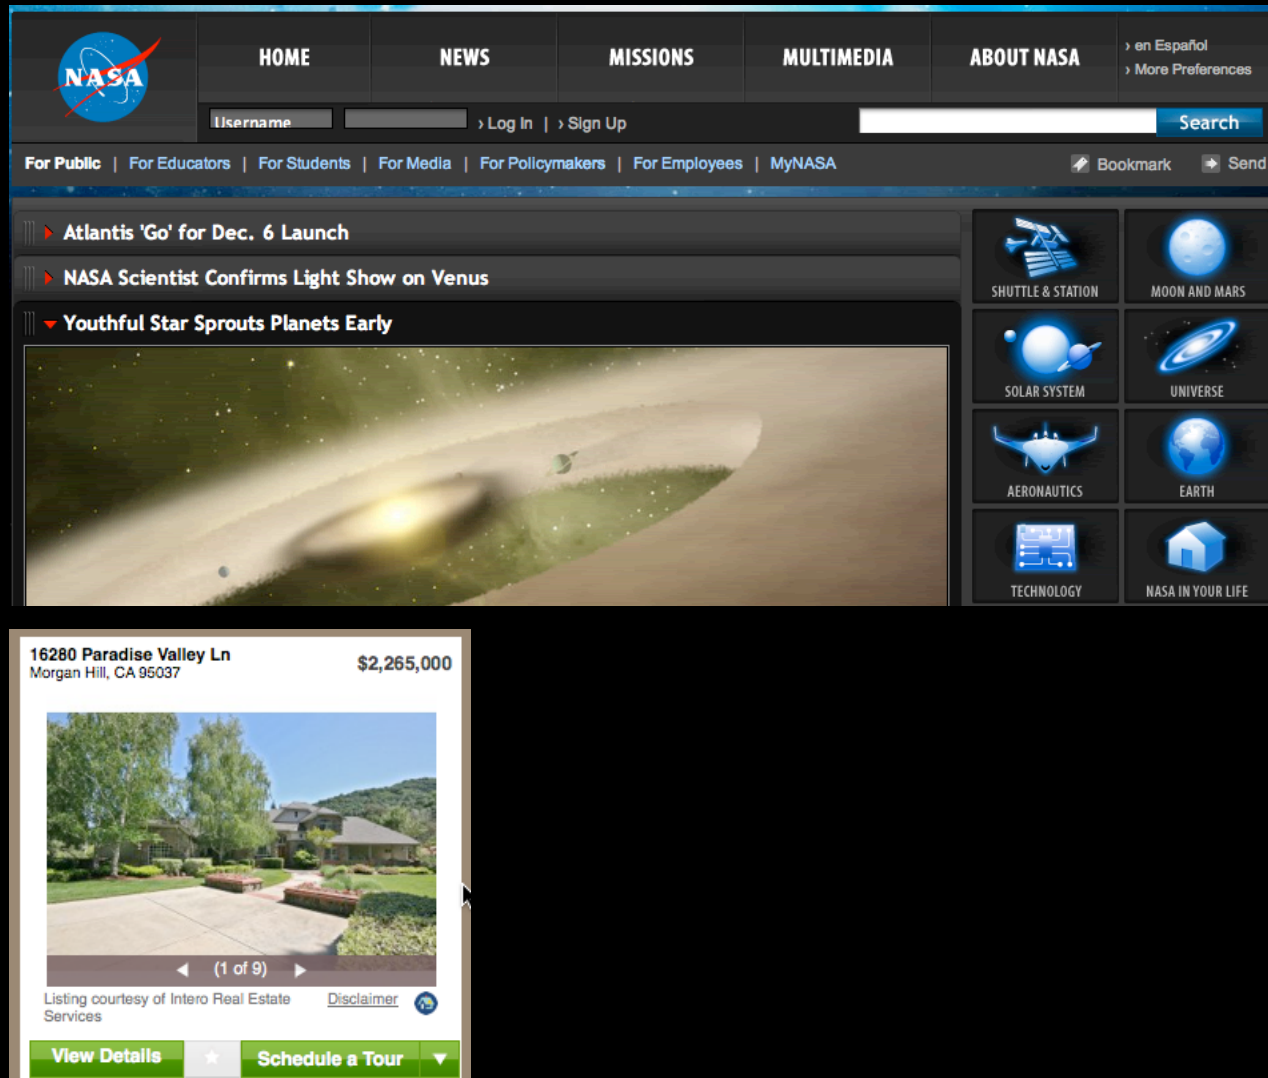 NASA
HOME NEWS MISSIONS MULTIMEDIA ABOUT NASA
› en Español
› More Preferences
Username › Log In | › Sign Up Search
For Public | For Educators | For Students | For Media | For Policymakers | For Employees | MyNASA Bookmark Send
Atlantis 'Go' for Dec. 6 Launch
NASA Scientist Confirms Light Show on Venus
Youthful Star Sprouts Planets Early
SHUTTLE & STATION MOON AND MARS
SOLAR SYSTEM UNIVERSE
AERONAUTICS EARTH
TECHNOLOGY NASA IN YOUR LIFE
16280 Paradise Valley Ln $2,265,000
Morgan Hill, CA 95037
(1 of 9)
Listing courtesy of Intero Real Estate Disclaimer
Services
View Details Schedule a Tour